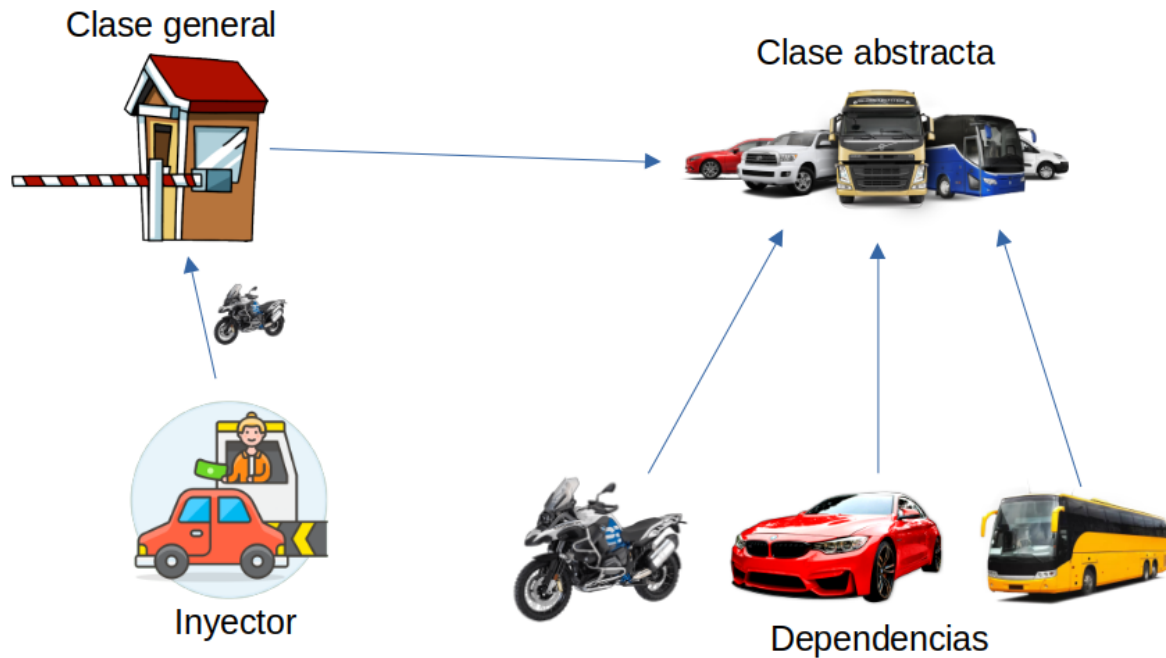 Clase general
Clase abstracta
Inyector
Dependencias